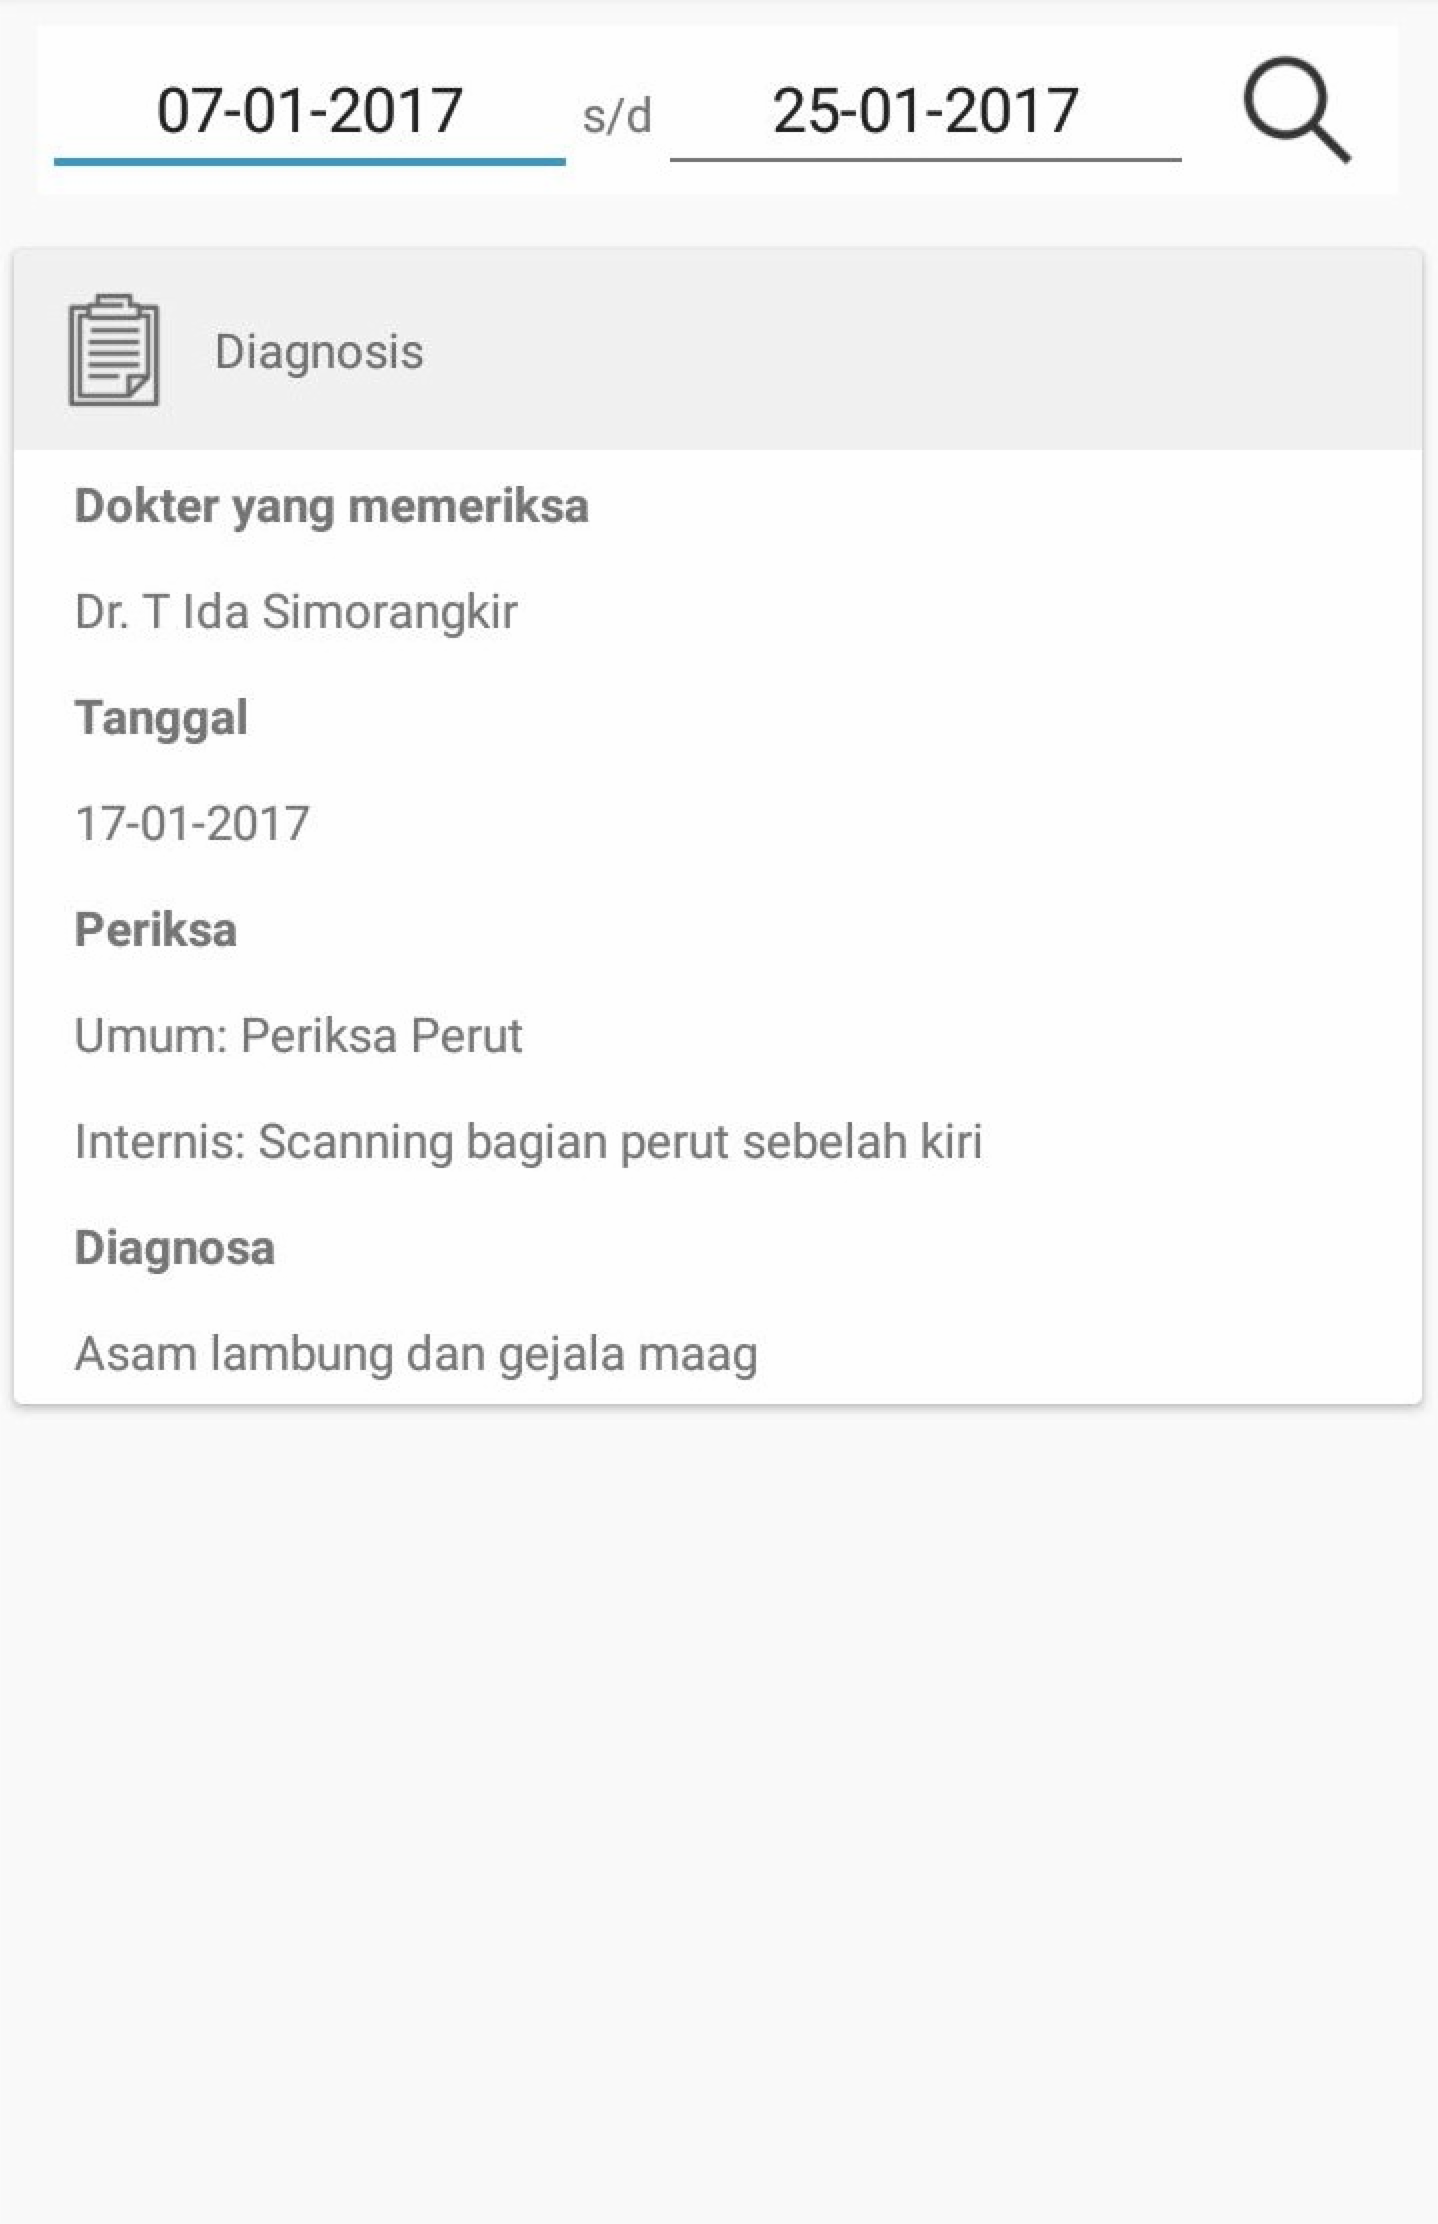 07-01-2017 s/d 25-01-2017
Diagnosis
Dokter yang memeriksa
Dr. T Ida Simorangkir
Tanggal
17-01-2017
Periksa
Umum: Periksa Perut
Internis: Scanning bagian perut sebelah kiri
Diagnosa
Asam lambung dan gejala maag